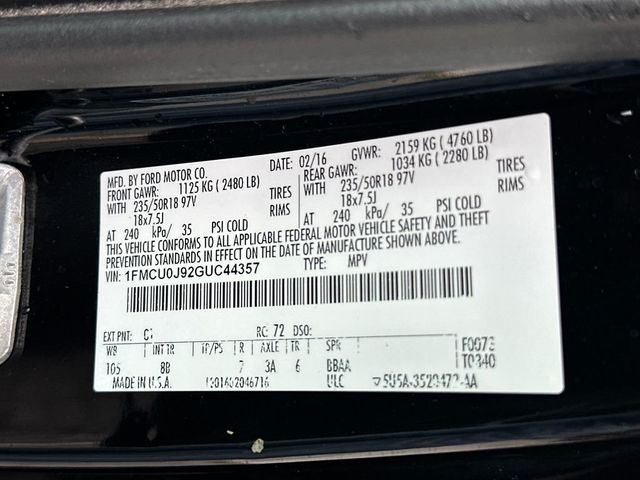 MFD. BY FORD MOTOR CO.
DATE: 02/16 GVWR: 2159 KG ( 4760 LB)
FRONT GAWR: 1125 KG ( 2480 LB) REAR GAWR: 1034 KG ( 2280 LB)
WITH 235/50R18 97V TIRES WITH 235/50R18 97V TIRES
18x7.5J RIMS 18x7.5J RIMS
AT 240 kPa/ 35 PSI COLD AT 240 kPa/ 35 PSI COLD
THIS VEHICLE CONFORMS TO ALL APPLICABLE FEDERAL MOTOR VEHICLE SAFETY AND THEFT
PREVENTION STANDARDS IN EFFECT ON THE DATE OF MANUFACTURE SHOWN ABOVE.
VIN: 1FMCU0J92GUC44357 TYPE: MPV
EXT PNT: RC: 72 DSO:
WB INT TR TP/PS R AXLE TR SPR F0073
105 8B 7 3A 6 BBAA T0340
MADE IN U.S.A. ULC